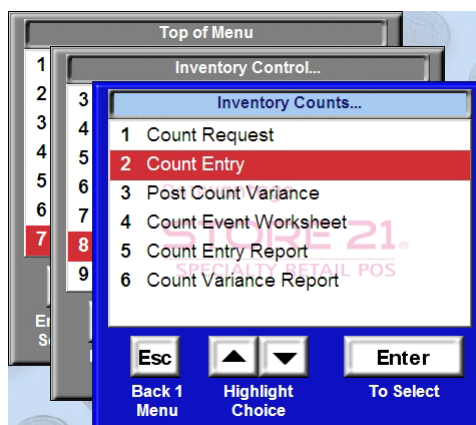 Top of Menu
1
2
3
4
5
6
7
Inventory Control...
3
4
5
6
7
8
9
Inventory Counts...
1 Count Request
2 Count Entry
3 Post Count Variance
4 Count Event Worksheet
5 Count Entry Report
6 Count Variance Report
STORE 21®
SPECIALTY RETAIL POS
Esc
Enter
Back 1 Menu
Highlight Choice
To Select